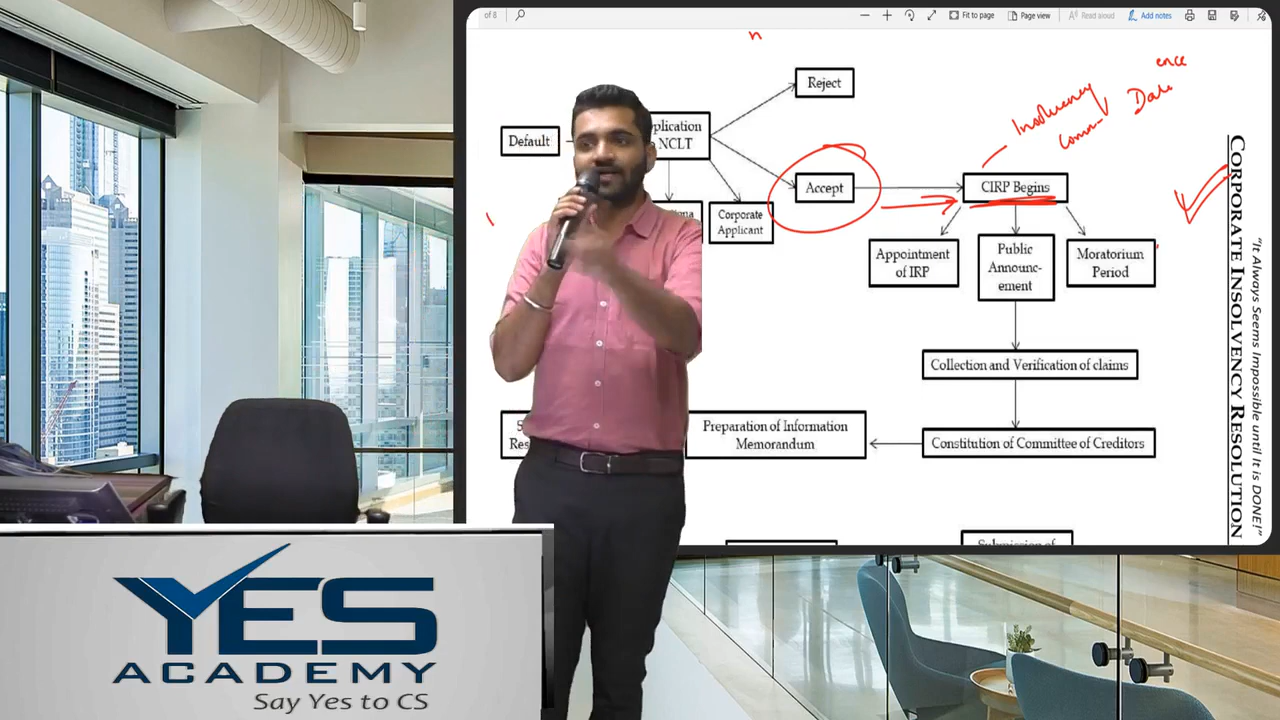 of 8
Fit to page
Page view
Read aloud
Add notes
n
ence
Insolvency
Comm
Date
Reject
Default
plication
NCLT
Accept
CIRP Begins
Corporate
Applicant
Appointment
of IRP
Public
Announc-
ement
Moratorium
Period
Collection and Verification of claims
Preparation of Information
Memorandum
Constitution of Committee of Creditors
Submission of
CORPORATE INSOLVENCY RESOLUTION
"It Always Seems Impossible until It is DONE!"
YES
ACADEMY
Say Yes to CS